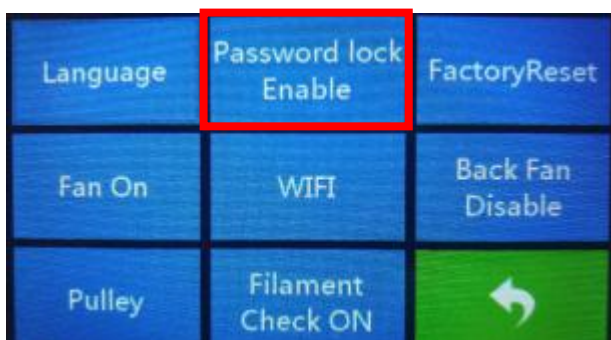 Language
Password lock
Enable
FactoryReset
Fan On
WIFI
Back Fan
Disable
Pulley
Filament
Check ON